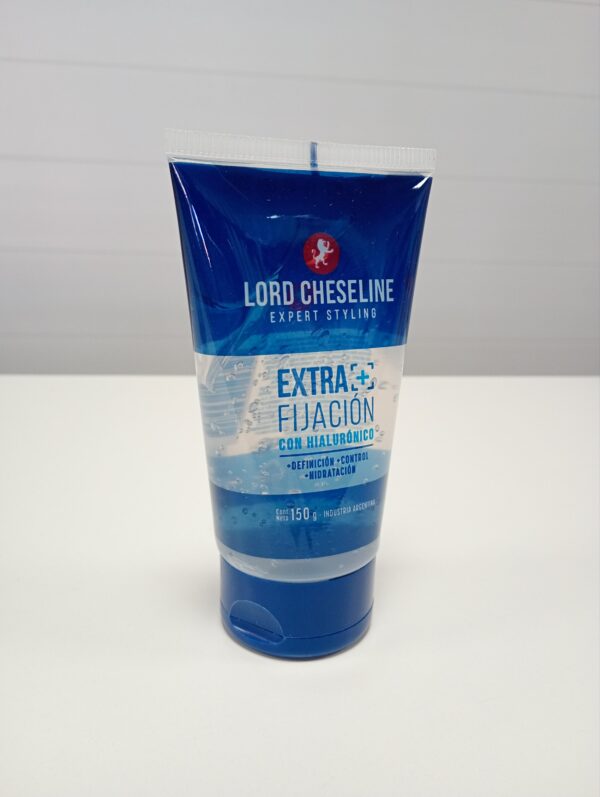 LORD CHESELINE
EXPERT STYLING
EXTRA +
FIJACIÓN
CON HIALURÓNICO
+DEFINICIÓN +CONTROL
+HIDRATACIÓN
Cont. Neto 150 g - INDUSTRIA ARGENTINA